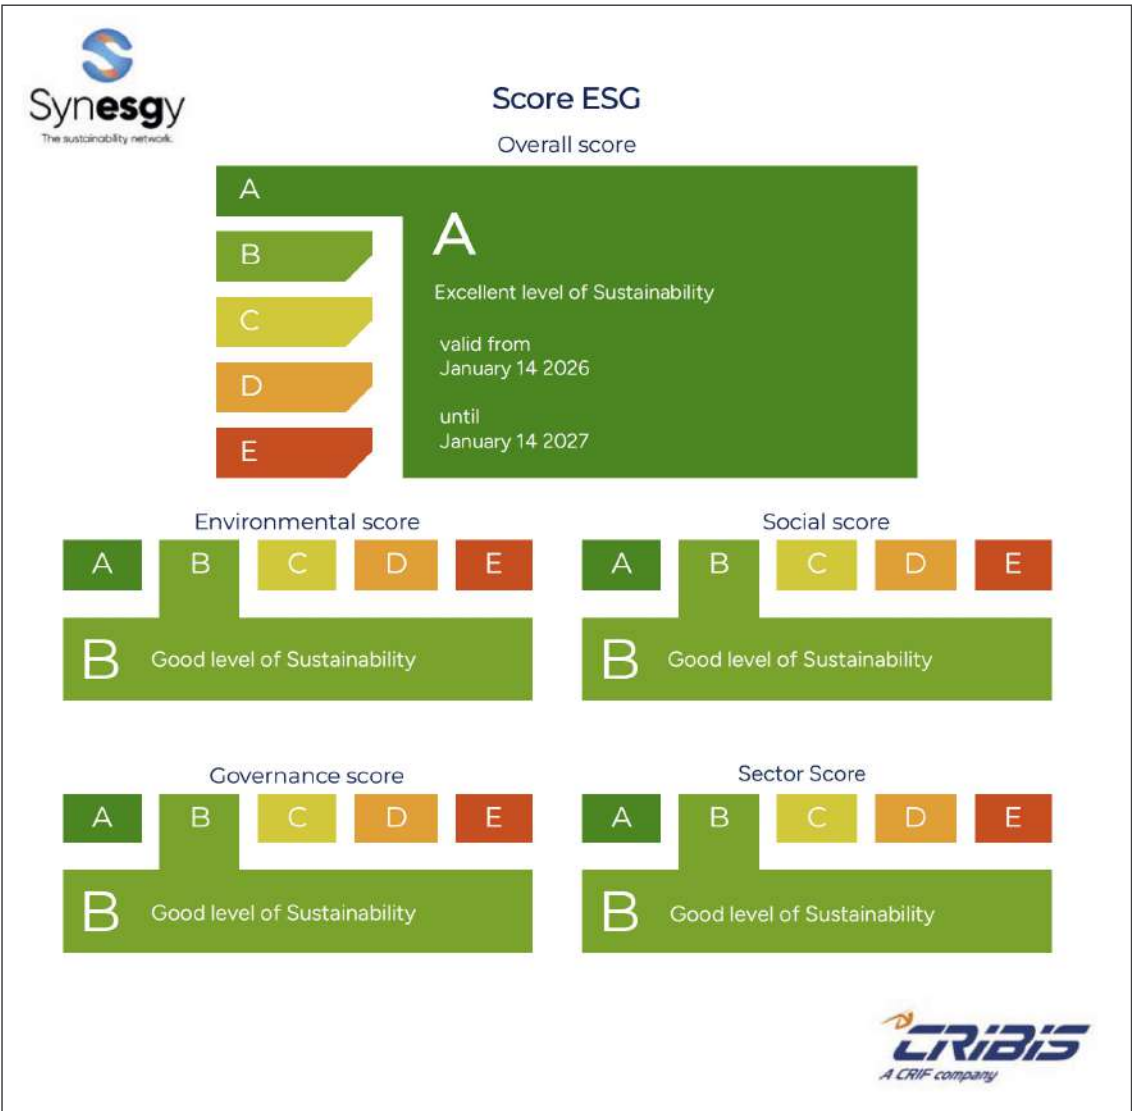 Synesgy
The sustainability network.
Score ESG
Overall score
A
B
C
D
E
A
Excellent level of Sustainability
valid from
January 14 2026
until
January 14 2027
Environmental score
A B C D E
B Good level of Sustainability
Social score
A B C D E
B Good level of Sustainability
Governance score
A B C D E
B Good level of Sustainability
Sector Score
A B C D E
B Good level of Sustainability
CRiBiS
A CRIF company